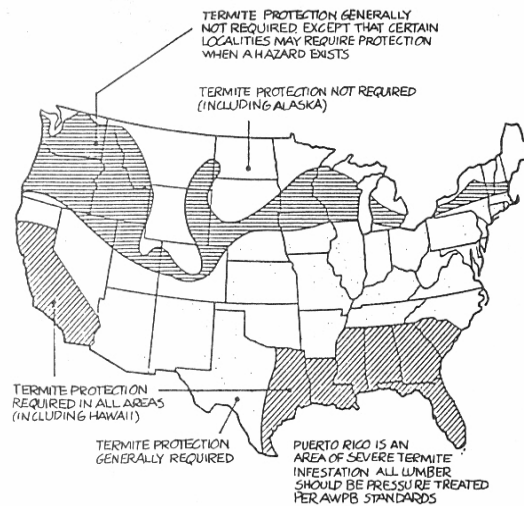 TERMITE PROTECTION GENERALLY
NOT REQUIRED, EXCEPT THAT CERTAIN
LOCALITIES MAY REQUIRE PROTECTION
WHEN A HAZARD EXISTS
TERMITE PROTECTION NOT REQUIRED
(INCLUDING ALASKA)
TERMITE PROTECTION
REQUIRED IN ALL AREAS
(INCLUDING HAWAII)
TERMITE PROTECTION
GENERALLY REQUIRED
PUERTO RICO IS AN
AREA OF SEVERE TERMITE
INFESTATION ALL LUMBER
SHOULD BE PRESSURE TREATED
PER AWPB STANDARDS